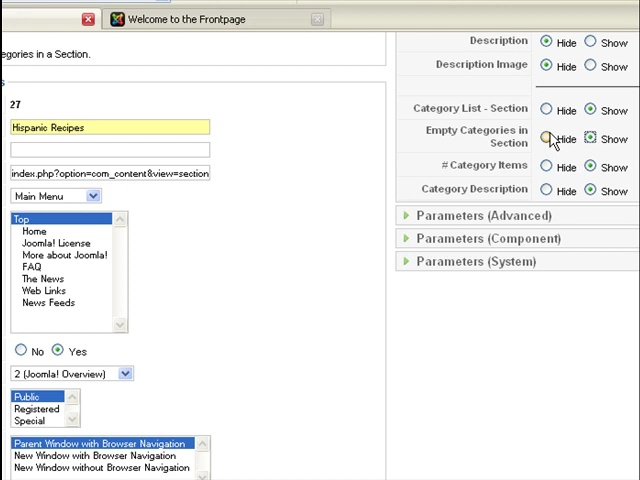 Welcome to the Frontpage
Description Hide Show
Description Image Hide Show
ategories in a Section.
s
27
Hispanic Recipes
index.php?option=com_content&view=section
Main Menu
Top
Home
Joomla! License
More about Joomla!
FAQ
The News
Web Links
News Feeds
No Yes
2 (Joomla! Overview)
Public
Registered
Special
Parent Window with Browser Navigation
New Window with Browser Navigation
New Window without Browser Navigation
Category List - Section Hide Show
Empty Categories in
Section Hide Show
# Category Items Hide Show
Category Description Hide Show
Parameters (Advanced)
Parameters (Component)
Parameters (System)